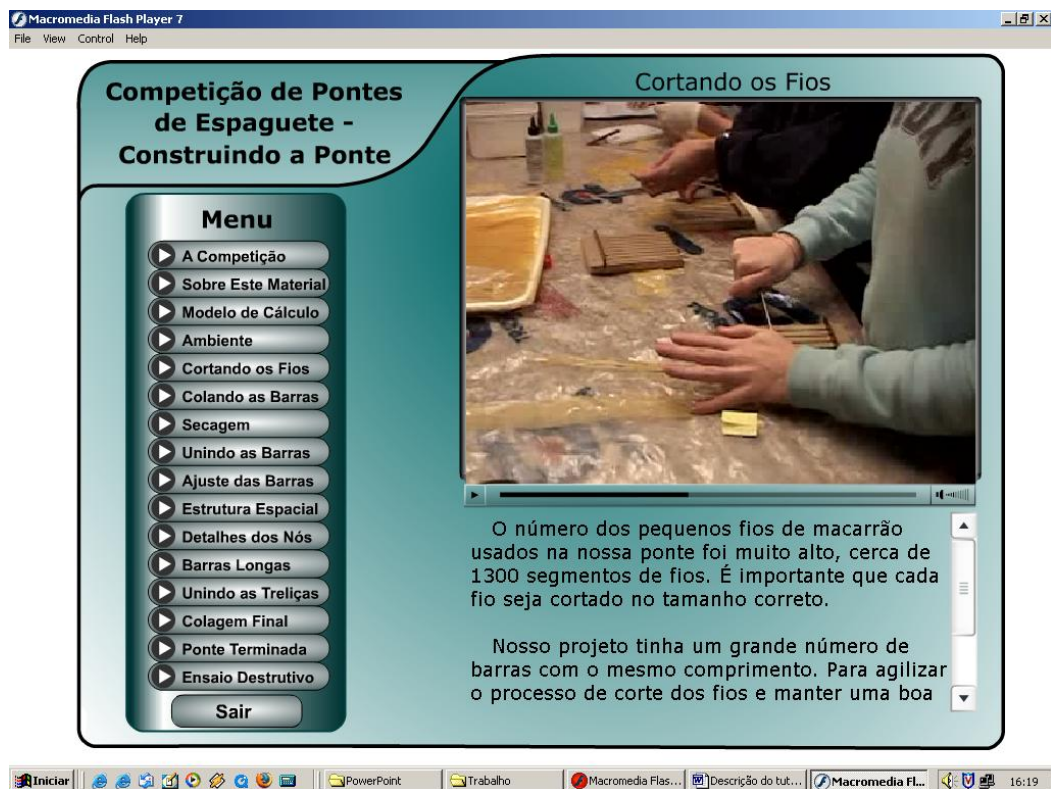 Macromedia Flash Player 7
File View Control Help
Competição de Pontes
de Espaguete -
Construindo a Ponte
Menu
A Competição
Sobre Este Material
Modelo de Cálculo
Ambiente
Cortando os Fios
Colando as Barras
Secagem
Unindo as Barras
Ajuste das Barras
Estrutura Espacial
Detalhes dos Nós
Barras Longas
Unindo as Treliças
Colagem Final
Ponte Terminada
Ensaio Destrutivo
Sair
Cortando os Fios
O número dos pequenos fios de macarrão
usados na nossa ponte foi muito alto, cerca de
1300 segmentos de fios. É importante que cada
fio seja cortado no tamanho correto.
Nosso projeto tinha um grande número de
barras com o mesmo comprimento. Para agilizar
o processo de corte dos fios e manter uma boa
Iniciar PowerPoint Trabalho Macromedia Flas... Descrição do tut... Macromedia Fl... 16:19